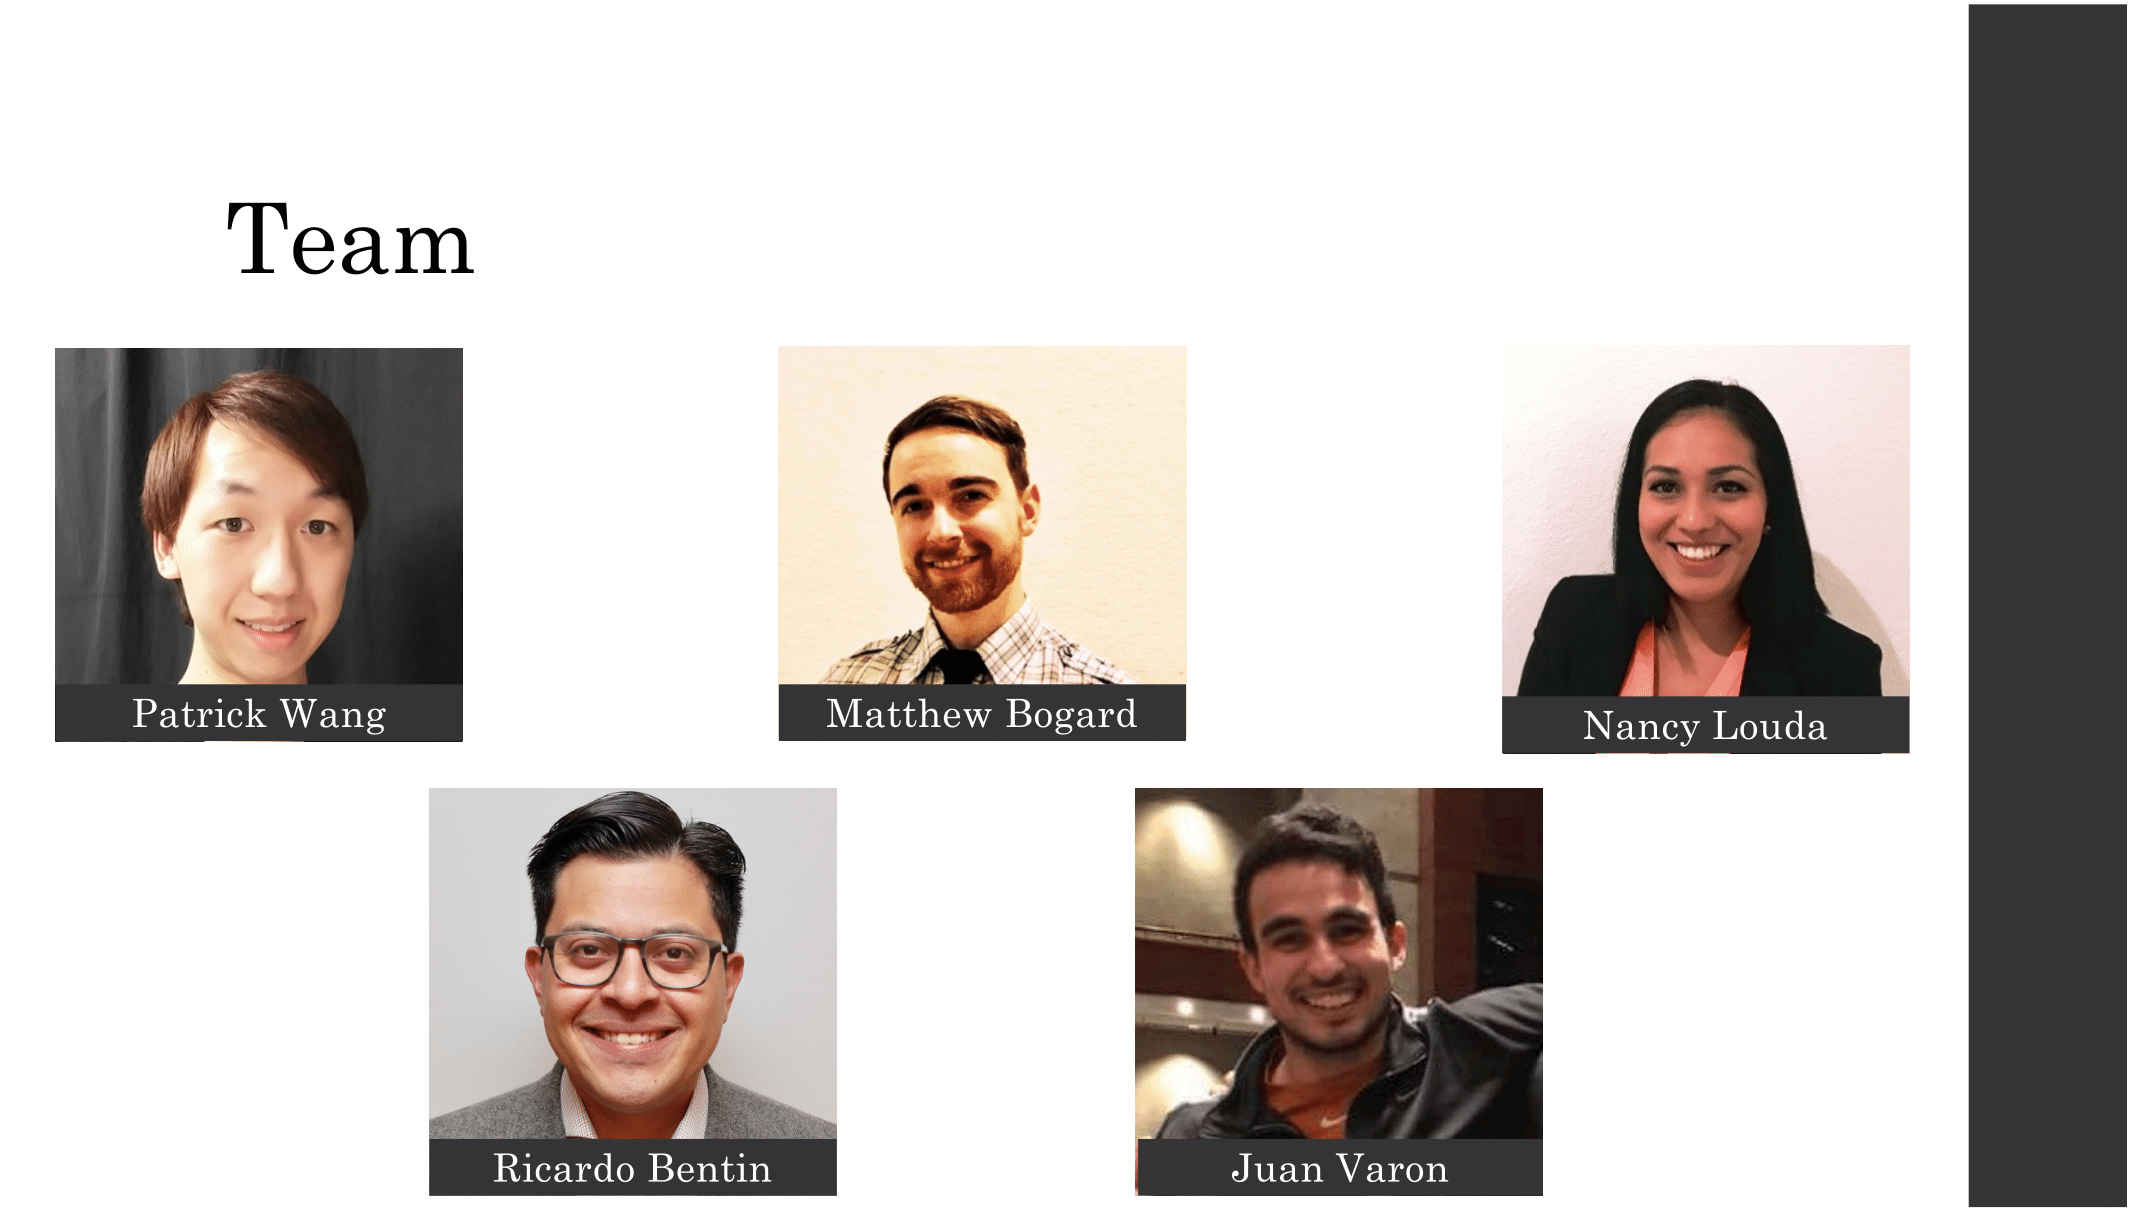 Team
Patrick Wang
Matthew Bogard
Nancy Louda
Ricardo Bentin
Juan Varon